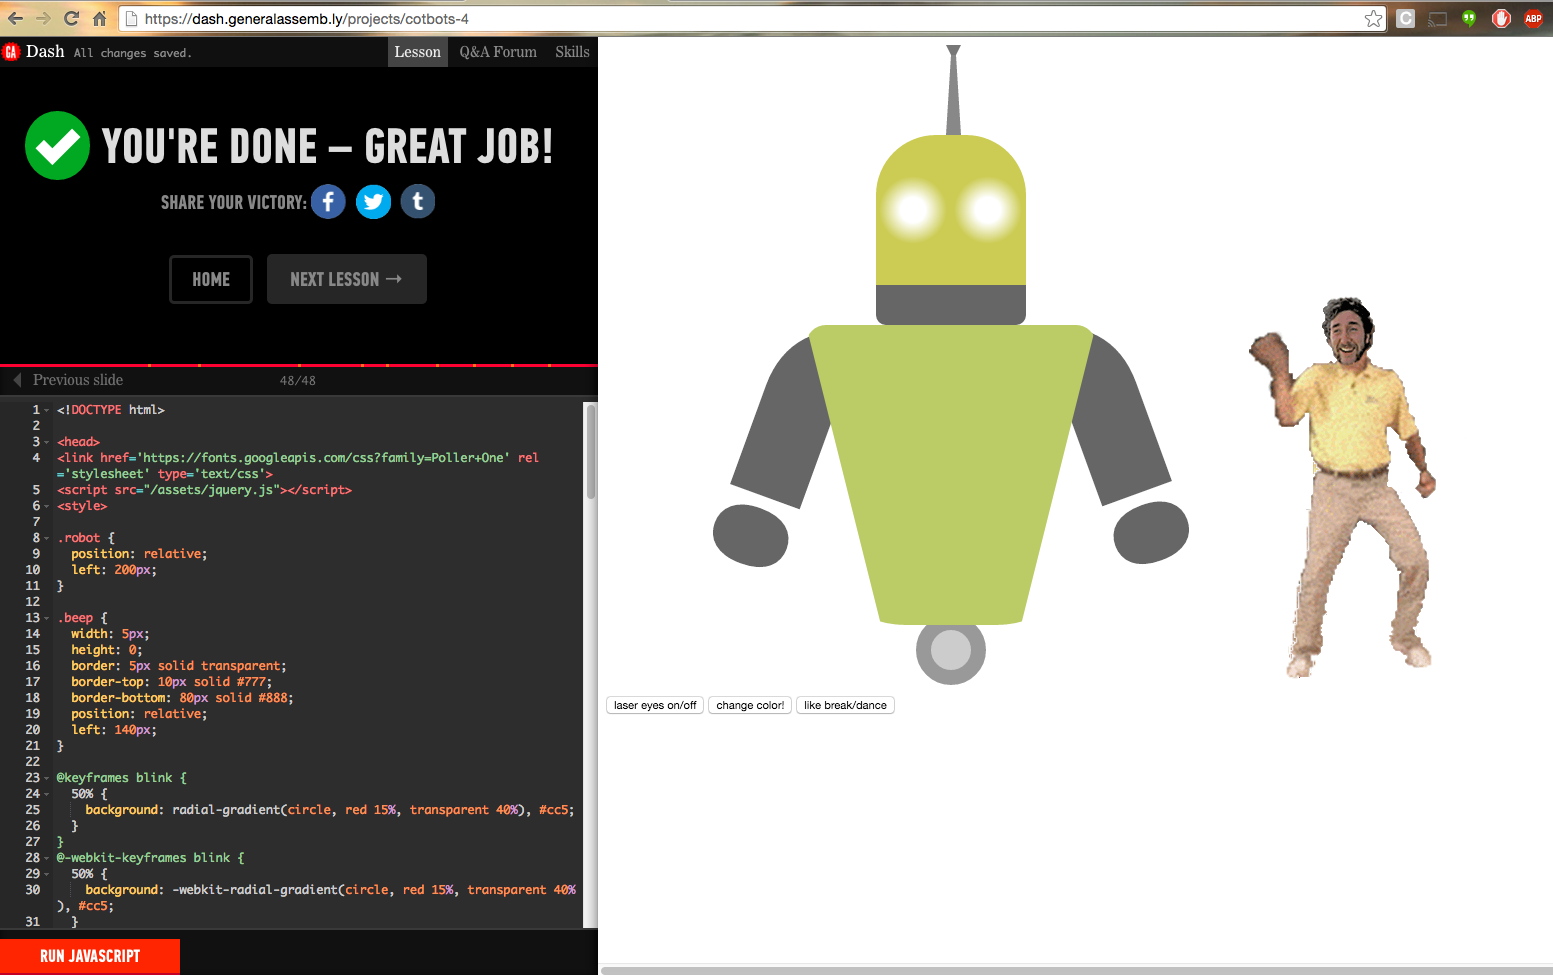 https://dash.generalassemb.ly/projects/cotbots-4
C
ABP
GA Dash All changes saved. Lesson Q&A Forum Skills
YOU'RE DONE – GREAT JOB!
SHARE YOUR VICTORY: f t
HOME NEXT LESSON →
Previous slide 48/48
1 <!DOCTYPE html>
2
3 <head>
4 <link href='https://fonts.googleapis.com/css?family=Poller+One' rel
='stylesheet' type='text/css'>
5 <script src="/assets/jquery.js"></script>
6 <style>
7
8 .robot {
9 position: relative;
10 left: 200px;
11 }
12
13 .beep {
14 width: 5px;
15 height: 0;
16 border: 5px solid transparent;
17 border-top: 10px solid #777;
18 border-bottom: 80px solid #888;
19 position: relative;
20 left: 140px;
21 }
22
23 @keyframes blink {
24 50% {
25 background: radial-gradient(circle, red 15%, transparent 40%), #cc5;
26 }
27 }
28 @-webkit-keyframes blink {
29 50% {
30 background: -webkit-radial-gradient(circle, red 15%, transparent 40%
), #cc5;
31 }
RUN JAVASCRIPT
laser eyes on/off change color! like break/dance